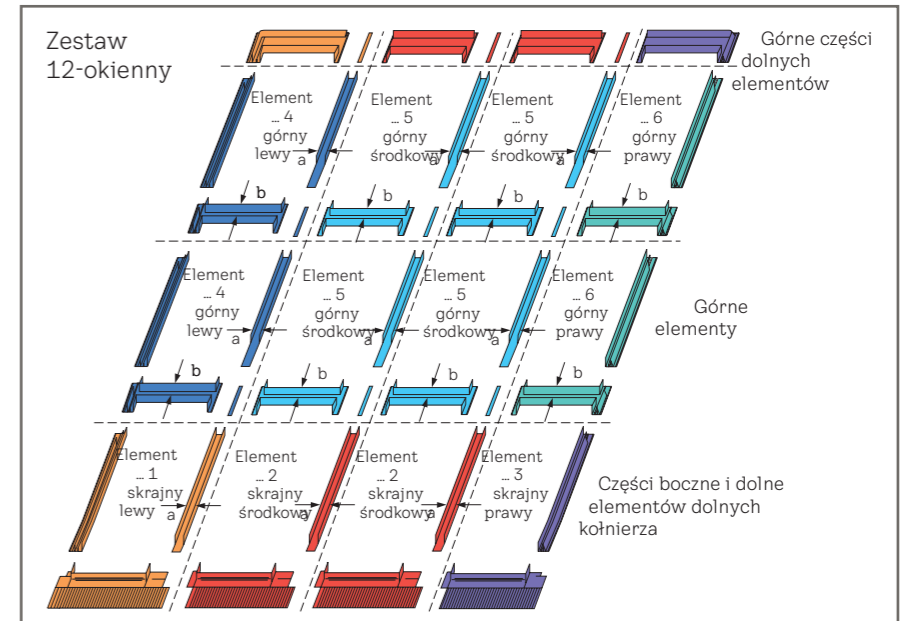 Zestaw
12-okienny
Górne części
dolnych
elementów
Element
... 4
górny
lewy
a
Element
... 5
górny
środkowy
a
Element
... 5
górny
środkowy
a
Element
... 6
górny
prawy
b
b
b
b
Element
... 4
górny
lewy
a
Element
... 5
górny
środkowy
a
Element
... 5
górny
środkowy
a
Element
... 6
górny
prawy
Górne
elementy
b
b
b
b
Element
... 1
skrajny
lewy
a
Element
... 2
skrajny
środkowy
a
Element
... 2
skrajny
środkowy
a
Element
... 3
skrajny
prawy
Części boczne i dolne
elementów dolnych
kołnierza